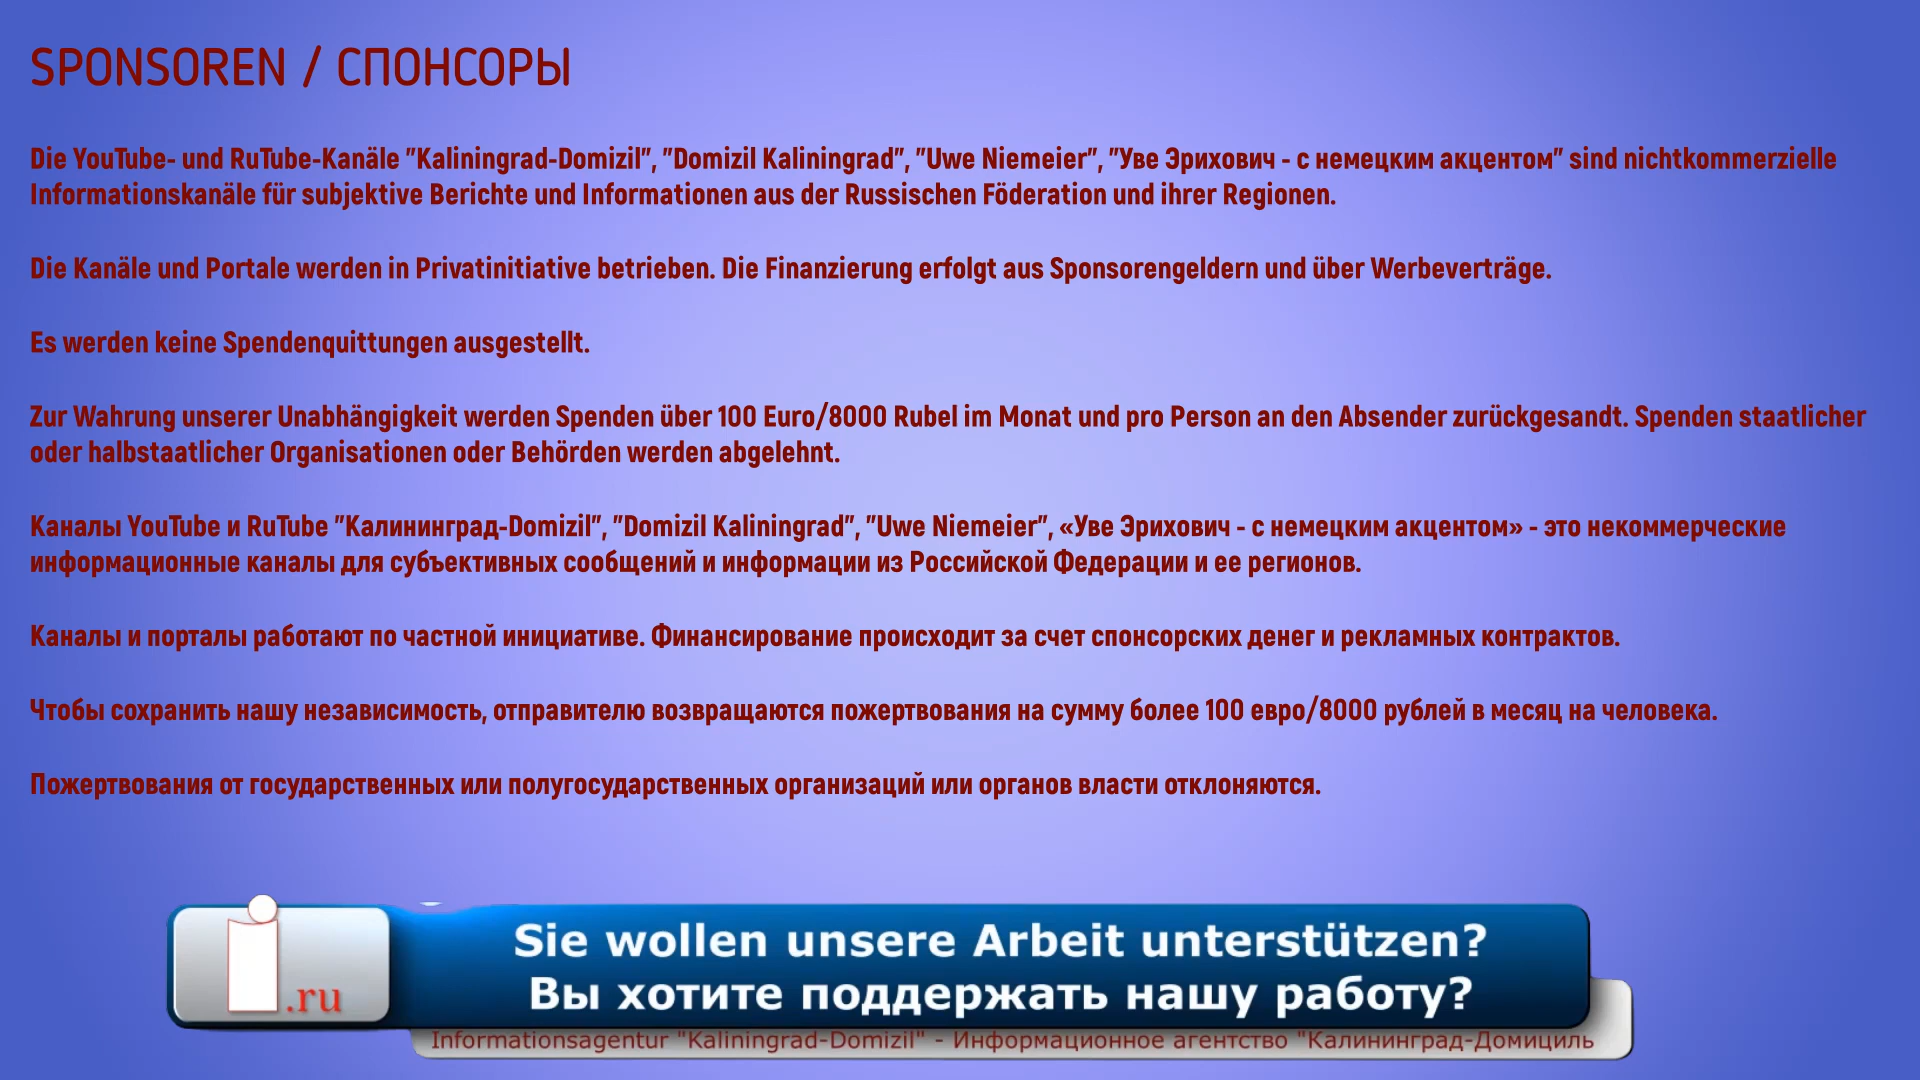 SPONSOREN / СПОНСОРЫ
Die YouTube- und RuTube-Kanäle "Kaliningrad-Domizil", "Domizil Kaliningrad", "Uwe Niemeier", "Уве Эрихович - с немецким акцентом" sind nichtkommerzielle
Informationskanäle für subjektive Berichte und Informationen aus der Russischen Föderation und ihrer Regionen.
Die Kanäle und Portale werden in Privatinitiative betrieben. Die Finanzierung erfolgt aus Sponsorengeldern und über Werbeverträge.
Es werden keine Spendenquittungen ausgestellt.
Zur Wahrung unserer Unabhängigkeit werden Spenden über 100 Euro/8000 Rubel im Monat und pro Person an den Absender zurückgesandt. Spenden staatlicher
oder halbstaatlicher Organisationen oder Behörden werden abgelehnt.
Каналы YouTube и RuTube "Калининград-Domizil", "Domizil Kaliningrad", "Uwe Niemeier", «Уве Эрихович - с немецким акцентом» - это некоммерческие
информационные каналы для субъективных сообщений и информации из Российской Федерации и ее регионов.
Каналы и порталы работают по частной инициативе. Финансирование происходит за счет спонсорских денег и рекламных контрактов.
Чтобы сохранить нашу независимость, отправителю возвращаются пожертвования на сумму более 100 евро/8000 рублей в месяц на человека.
Пожертвования от государственных или полугосударственных организаций или органов власти отклоняются.
Sie wollen unsere Arbeit unterstützen?
Вы хотите поддержать нашу работу?
i.ru
Informationsagentur "Kaliningrad-Domizil" - Информационное агентство "Калининград-Домициль